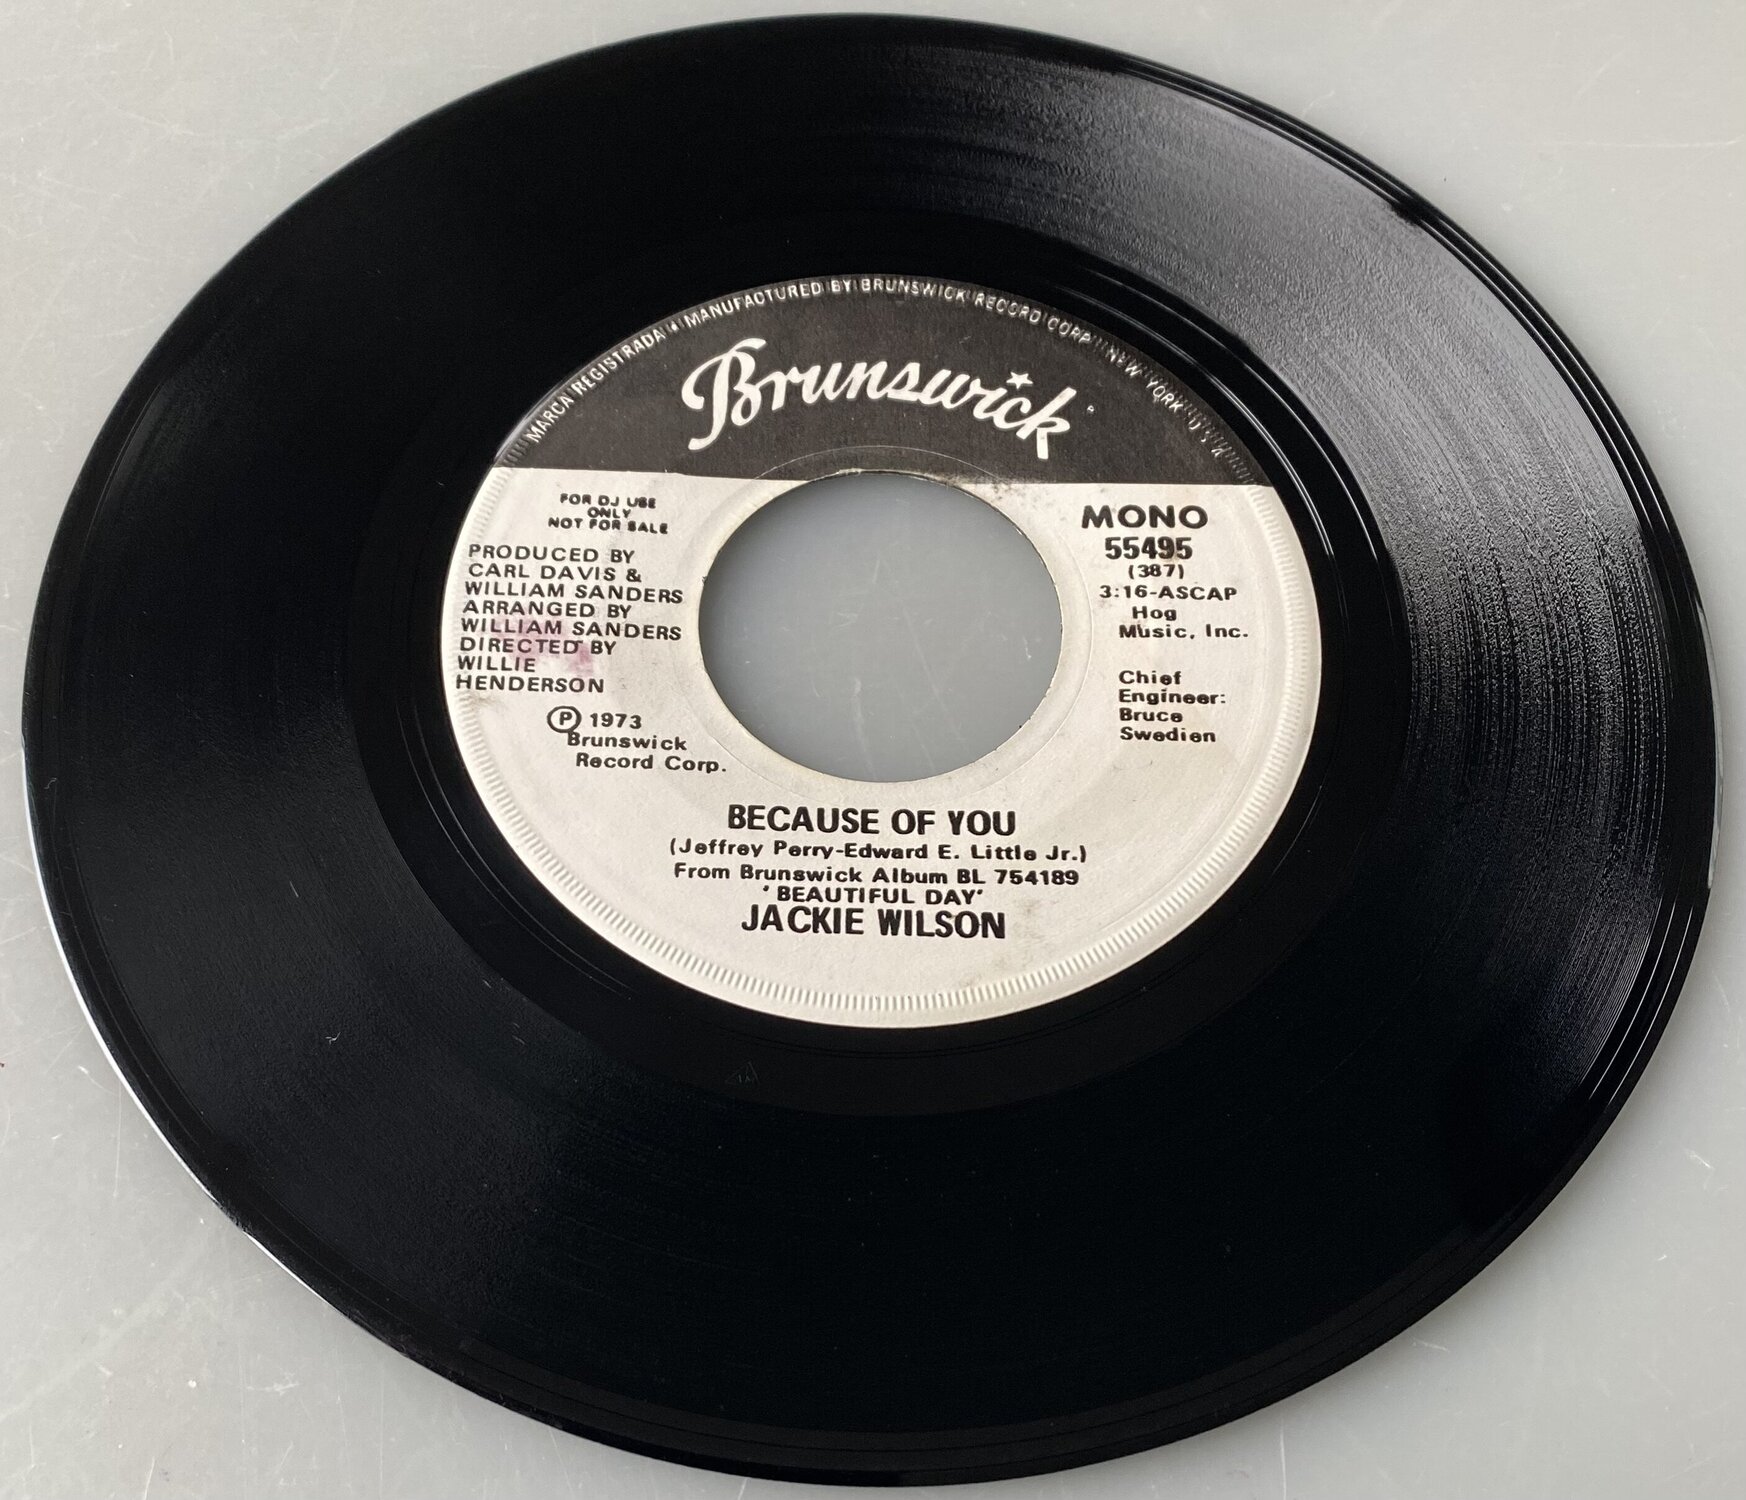 MARCA REGISTRADA • MANUFACTURED BY BRUNSWICK RECORD CORP. NEW YORK
Brunswick
FOR DJ USE
ONLY
NOT FOR SALE
PRODUCED BY
CARL DAVIS &
WILLIAM SANDERS
ARRANGED BY
WILLIAM SANDERS
DIRECTED BY
WILLIE
HENDERSON
Ⓟ 1973
Brunswick
Record Corp.
MONO
55495
(387)
3:16-ASCAP
Hog
Music, Inc.
Chief
Engineer:
Bruce
Swedien
BECAUSE OF YOU
(Jeffrey Perry-Edward E. Little Jr.)
From Brunswick Album BL 754189
'BEAUTIFUL DAY'
JACKIE WILSON